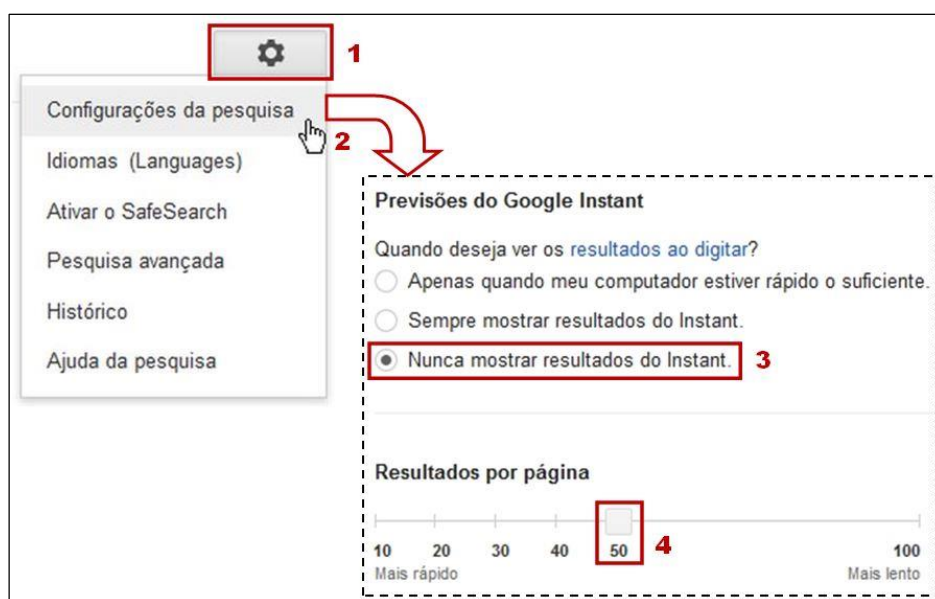 1
Configurações da pesquisa
2
Idiomas (Languages)
Ativar o SafeSearch
Pesquisa avançada
Histórico
Ajuda da pesquisa
Previsões do Google Instant
Quando deseja ver os resultados ao digitar?
Apenas quando meu computador estiver rápido o suficiente.
Sempre mostrar resultados do Instant.
Nunca mostrar resultados do Instant. 3
Resultados por página
4
10 20 30 40 50 100
Mais rápido Mais lento